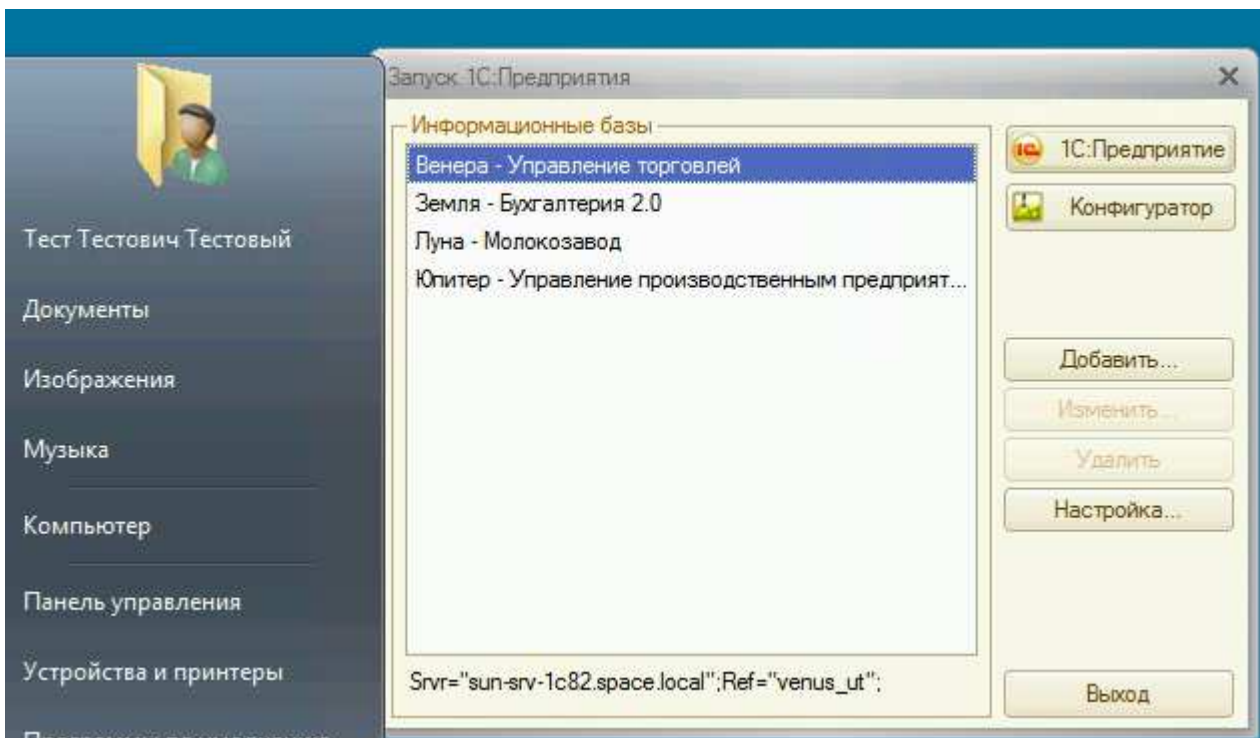 Тест Тестович Тестовый
Документы
Изображения
Музыка
Компьютер
Панель управления
Устройства и принтеры
Запуск 1С:Предприятия
Информационные базы
Венера - Управление торговлей
Земля - Бухгалтерия 2.0
Луна - Молокозавод
Юпитер - Управление производственным предприят...
Srvr="sun-srv-1c82.space.local";Ref="venus_ut";
1С:Предприятие
Конфигуратор
Добавить...
Изменить...
Удалить
Настройка...
Выход